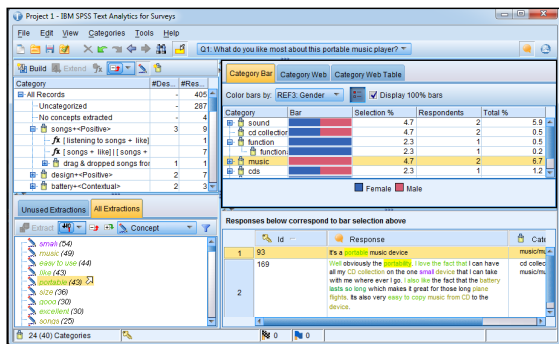 Project 1 - IBM SPSS Text Analytics for Surveys
File Edit View Categories Tools Help
Q1: What do you like most about this portable music player?
Build Extend
Category #Des... #Res...
All Records - 405
Uncategorized - 287
No concepts extracted - 4
songs+<Positive> 3 9
[ listening to songs + like] 1
[ songs + like] | [ songs + 7
drag & dropped songs from 1 1
design+<Positive> 2 7
battery+<Contextual> 2 3
Unused Extractions All Extractions
Extract Concept
small (54)
music (49)
easy to use (44)
like (43)
portable (43)
size (36)
good (30)
excellent (30)
songs (25)
24 (40) Categories
0 0
Category Bar Category Web Category Web Table
Color bars by: REF3: Gender Display 100% bars
Category Bar Selection % Respondents Total %
sound 4.7 2 5.9
cd collection 4.7 2 0.5
function 2.3 1 0.5
function: 2.3 1 0.2
music 4.7 2 6.7
cds 2.3 1 1.2
Female Male
Responses below correspond to bar selection above
Id Response Cate
1 93 It's a portable music device music/mu
2 169 Well obviously the portability, I love the fact that I can have
all my CD collection on the one small device that I can take
with me where ever I go. I also like the fact that the battery
lasts so long which makes it great for those long plane
flights. Its also very easy to copy music from CD to the
device.
cd collec
music/mu